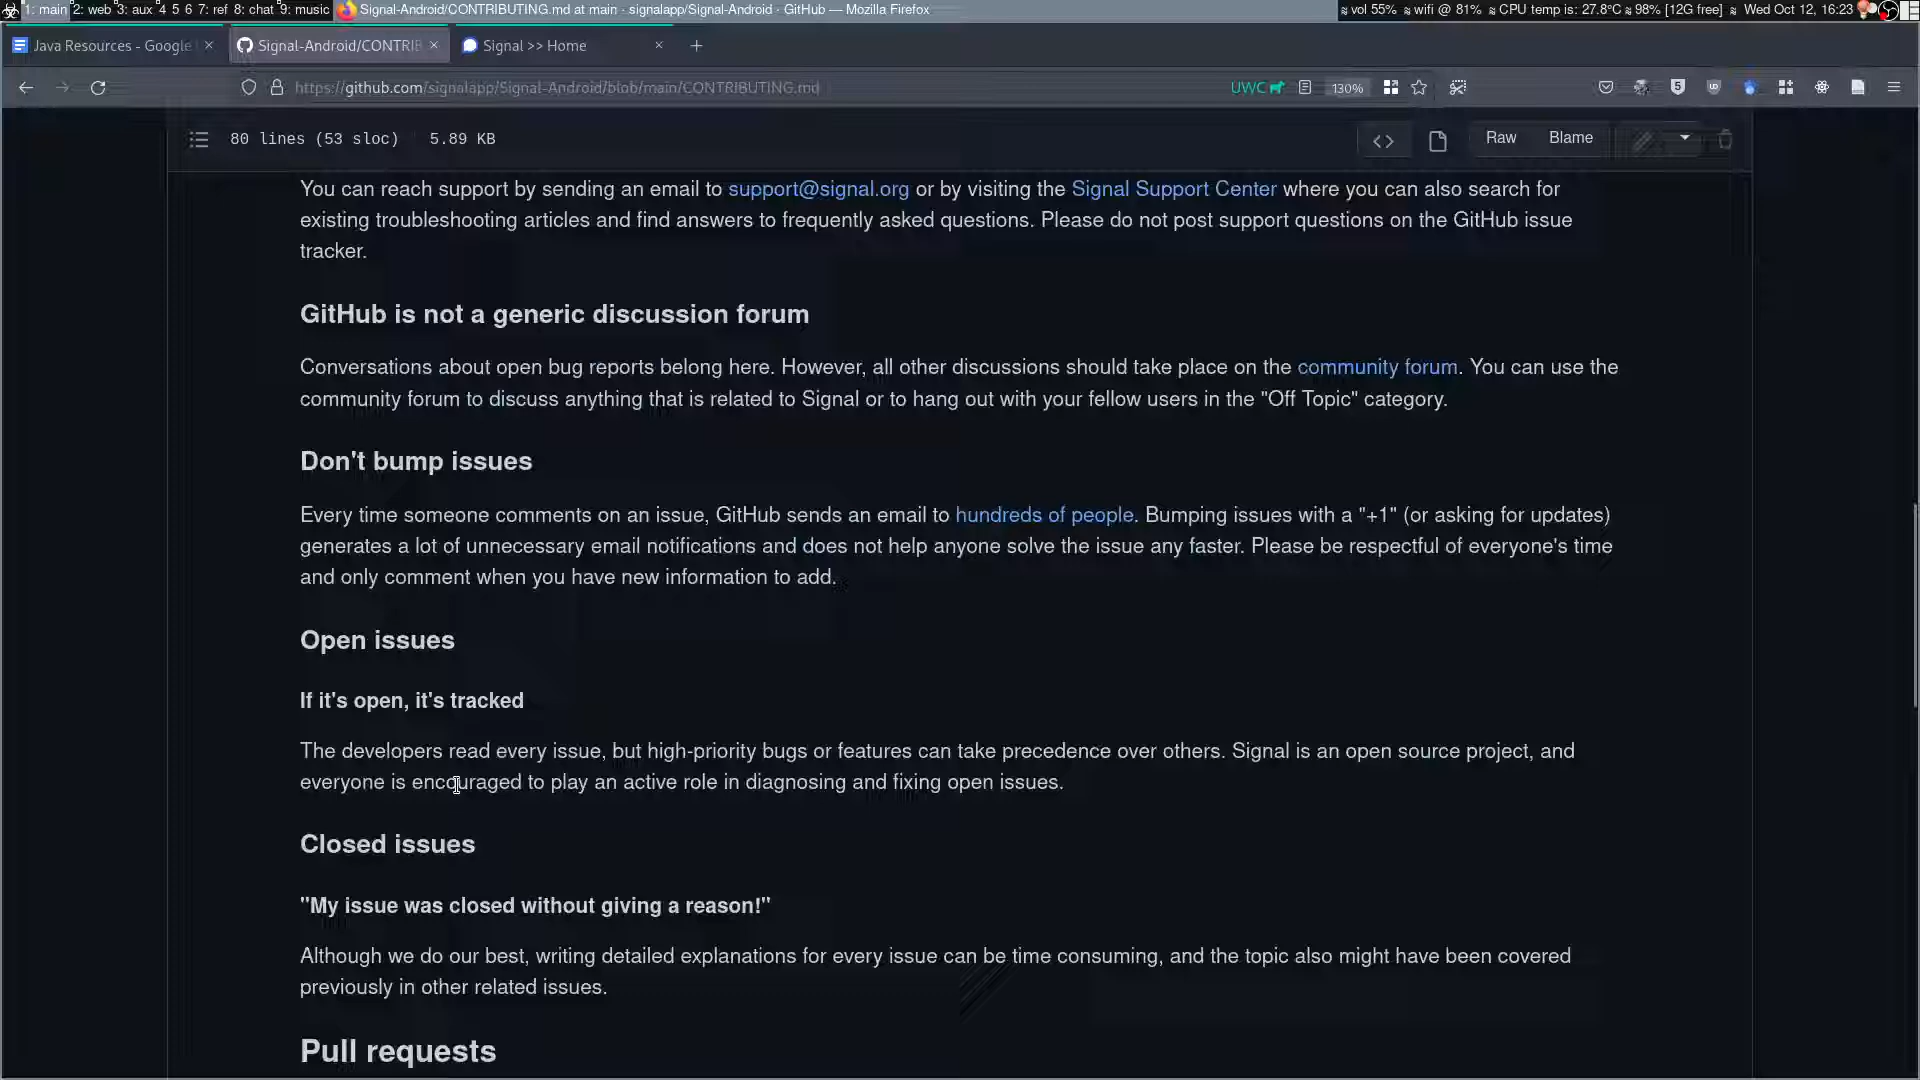 1: main 2: web 3: aux 4 5 6 7: ref 8: chat 9: music Signal-Android/CONTRIBUTING.md at main · signalapp/Signal-Android · GitHub — Mozilla Firefox vol 55% wifi @ 81% CPU temp is: 27.8°C 98% [12G free] Wed Oct 12, 16:23
Java Resources - Google Signal-Android/CONTRIB Signal >> Home
https://github.com/signalapp/Signal-Android/blob/main/CONTRIBUTING.md UWC 130%
80 lines (53 sloc) 5.89 KB Raw Blame
You can reach support by sending an email to support@signal.org or by visiting the Signal Support Center where you can also search for
existing troubleshooting articles and find answers to frequently asked questions. Please do not post support questions on the GitHub issue
tracker.
GitHub is not a generic discussion forum
Conversations about open bug reports belong here. However, all other discussions should take place on the community forum. You can use the
community forum to discuss anything that is related to Signal or to hang out with your fellow users in the "Off Topic" category.
Don't bump issues
Every time someone comments on an issue, GitHub sends an email to hundreds of people. Bumping issues with a "+1" (or asking for updates)
generates a lot of unnecessary email notifications and does not help anyone solve the issue any faster. Please be respectful of everyone's time
and only comment when you have new information to add.
Open issues
If it's open, it's tracked
The developers read every issue, but high-priority bugs or features can take precedence over others. Signal is an open source project, and
everyone is encouraged to play an active role in diagnosing and fixing open issues.
Closed issues
"My issue was closed without giving a reason!"
Although we do our best, writing detailed explanations for every issue can be time consuming, and the topic also might have been covered
previously in other related issues.
Pull requests